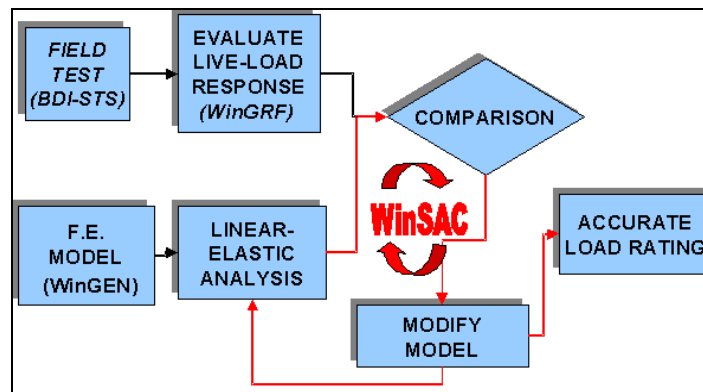 FIELD
TEST
(BDI-STS)
EVALUATE
LIVE-LOAD
RESPONSE
(WinGRF)
COMPARISON
WinSAC
F.E.
MODEL
(WinGEN)
LINEAR-
ELASTIC
ANALYSIS
ACCURATE
LOAD RATING
MODIFY
MODEL